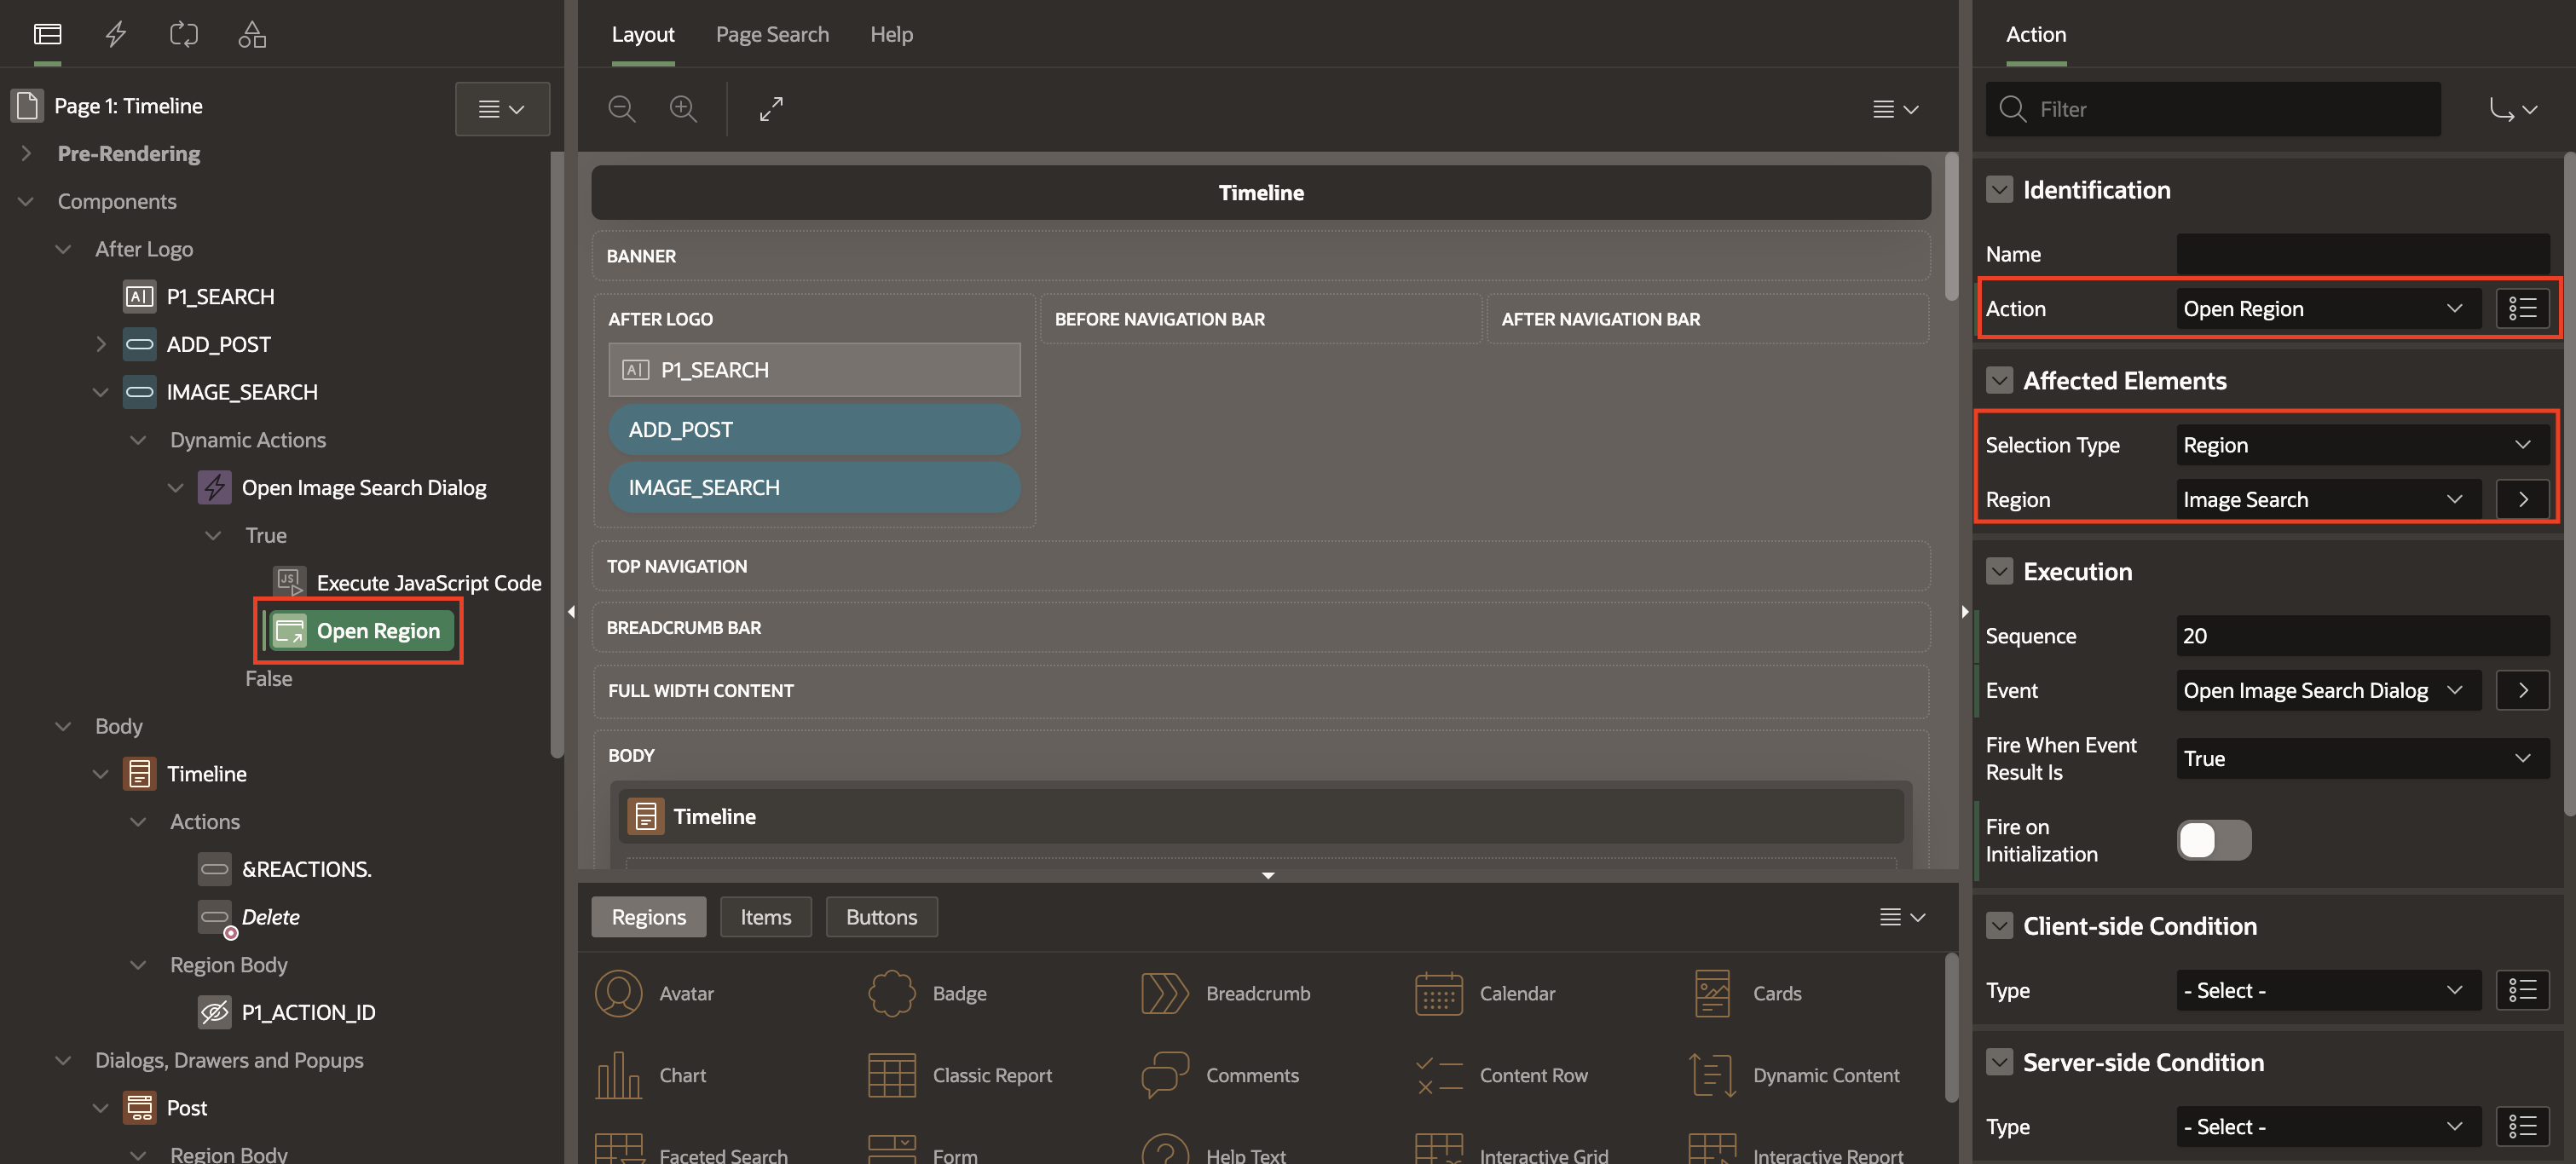 Page 1: Timeline
Pre-Rendering
Components
After Logo
P1_SEARCH
ADD_POST
IMAGE_SEARCH
Dynamic Actions
Open Image Search Dialog
True
JS
Execute JavaScript Code
Open Region
False
Body
Timeline
Actions
&REACTIONS.
Delete
Region Body
P1_ACTION_ID
Dialogs, Drawers and Popups
Post
Region Body
Layout Page Search Help
Timeline
BANNER
AFTER LOGO
P1_SEARCH
ADD_POST
IMAGE_SEARCH
BEFORE NAVIGATION BAR
AFTER NAVIGATION BAR
TOP NAVIGATION
BREADCRUMB BAR
FULL WIDTH CONTENT
BODY
Timeline
Regions Items Buttons
Avatar Badge Breadcrumb Calendar Cards
Chart Classic Report Comments Content Row Dynamic Content
Faceted Search Form Help Text Interactive Grid Interactive Report
Action
Filter
Identification
Name
Action Open Region
Affected Elements
Selection Type Region
Region Image Search
Execution
Sequence 20
Event Open Image Search Dialog
Fire When Event
Result Is
True
Fire on
Initialization
Client-side Condition
Type - Select -
Server-side Condition
Type - Select -